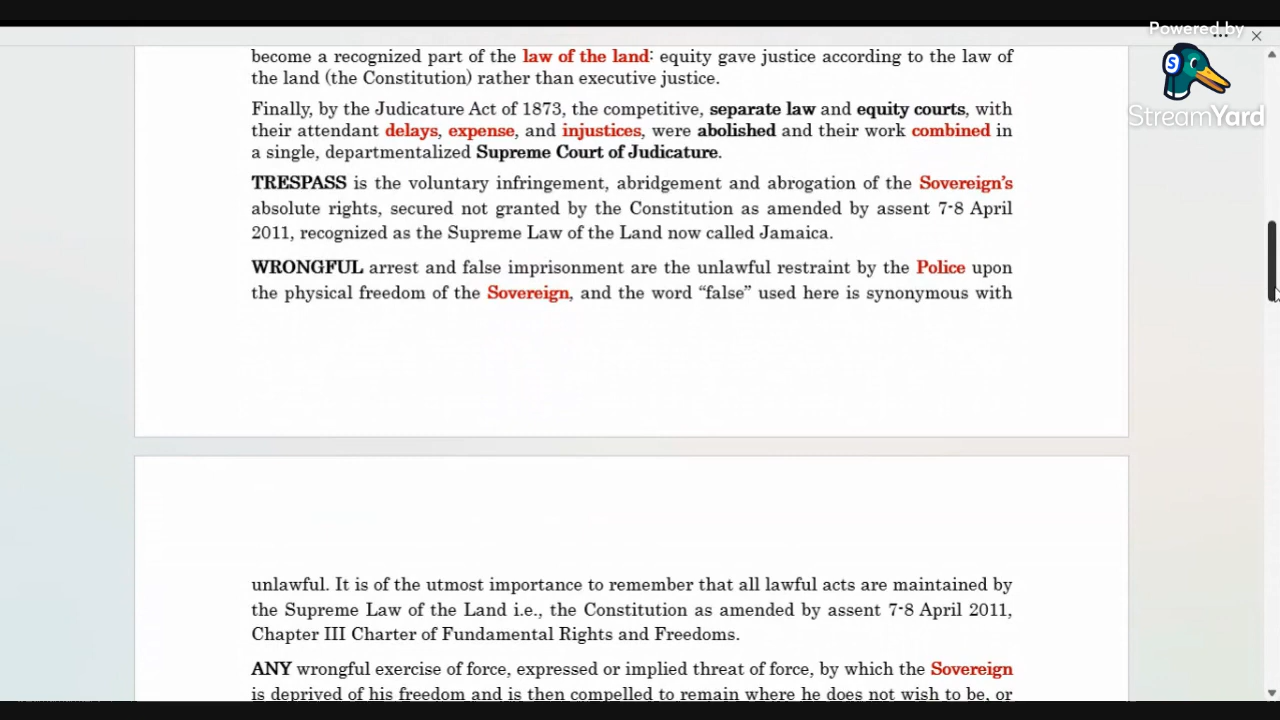 Powered by
StreamYard
become a recognized part of the law of the land: equity gave justice according to the law of
the land (the Constitution) rather than executive justice.
Finally, by the Judicature Act of 1873, the competitive, separate law and equity courts, with
their attendant delays, expense, and injustices, were abolished and their work combined in
a single, departmentalized Supreme Court of Judicature.
TRESPASS is the voluntary infringement, abridgement and abrogation of the Sovereign’s
absolute rights, secured not granted by the Constitution as amended by assent 7-8 April
2011, recognized as the Supreme Law of the Land now called Jamaica.
WRONGFUL arrest and false imprisonment are the unlawful restraint by the Police upon
the physical freedom of the Sovereign, and the word “false” used here is synonymous with
unlawful. It is of the utmost importance to remember that all lawful acts are maintained by
the Supreme Law of the Land i.e., the Constitution as amended by assent 7-8 April 2011,
Chapter III Charter of Fundamental Rights and Freedoms.
ANY wrongful exercise of force, expressed or implied threat of force, by which the Sovereign
is deprived of his freedom and is then compelled to remain where he does not wish to be, or